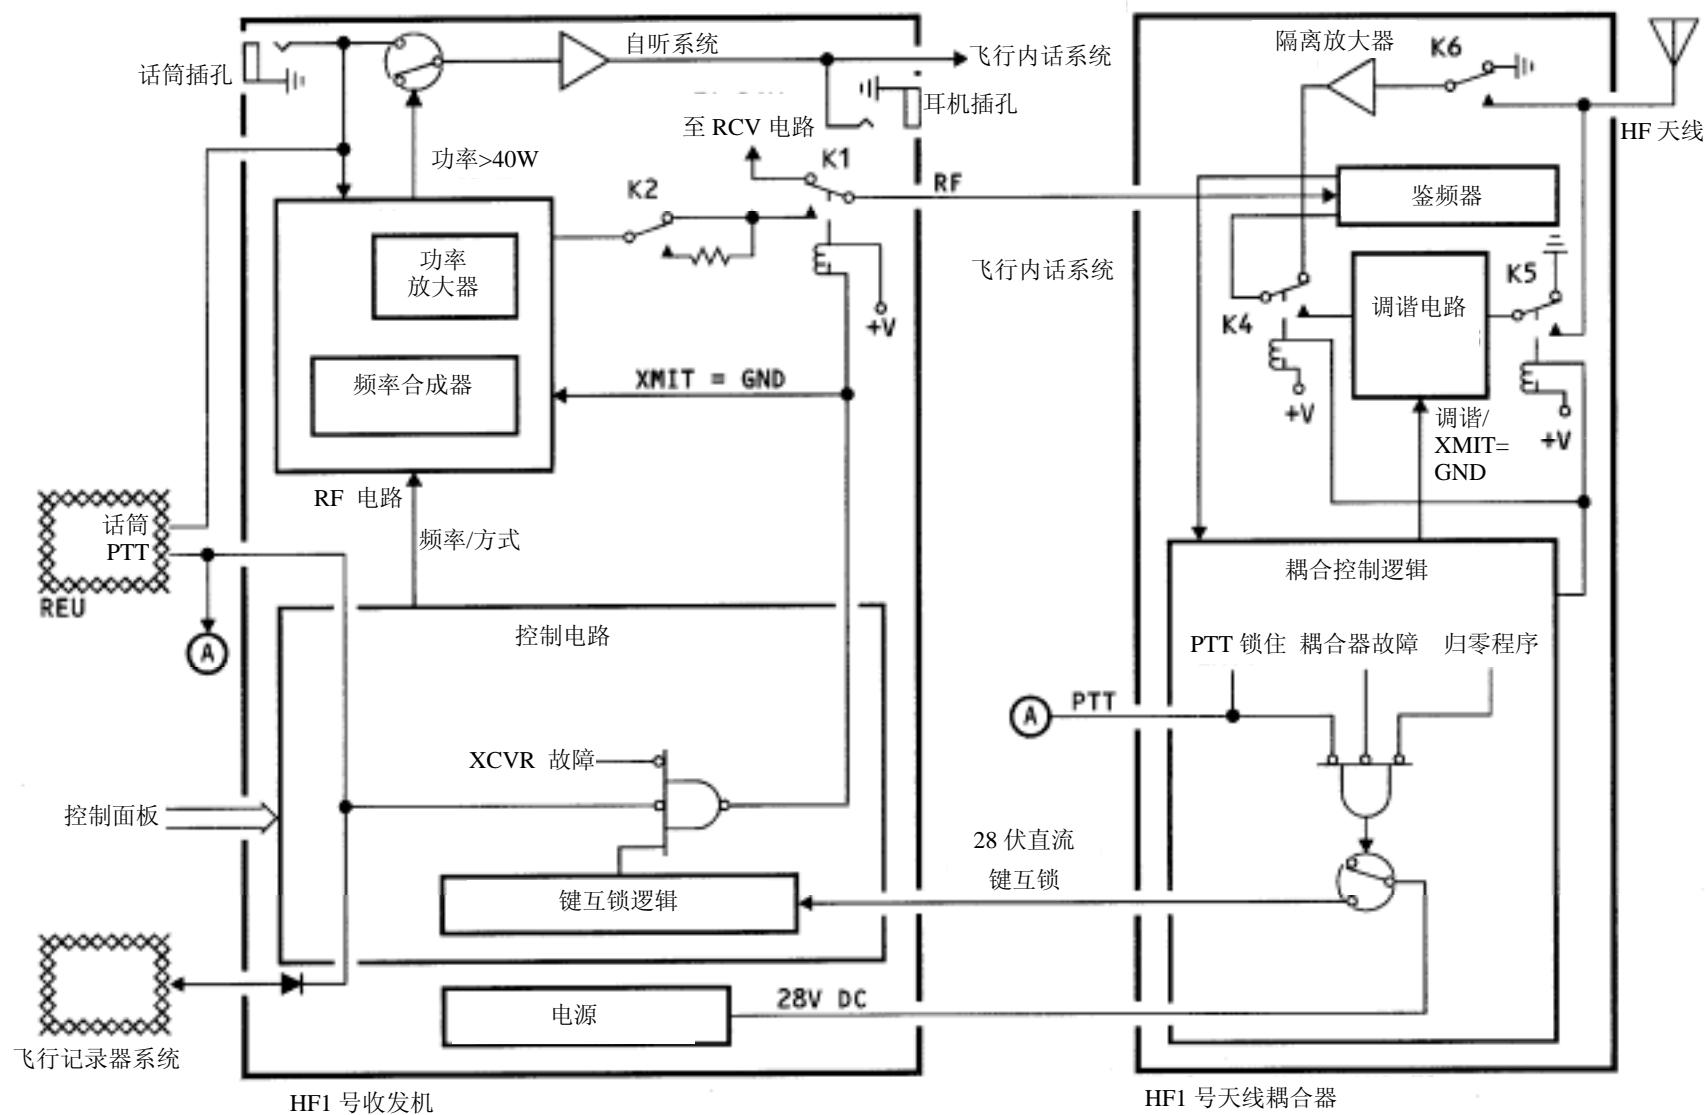 自听系统
飞行内话系统
隔离放大器
K6
话筒插孔
耳机插孔
至 RCV 电路
HF 天线
功率>40W
K1
K2
RF
鉴频器
功率
放大器
飞行内话系统
K5
调谐电路
K4
+V
频率合成器
XMIT = GND
+V
+V
调谐/
XMIT=
GND
RF 电路
话筒
PTT
REU
频率/方式
耦合控制逻辑
A
控制电路
PTT 锁住
耦合器故障
归零程序
A
PTT
XCVR 故障
控制面板
28 伏直流
键互锁
键互锁逻辑
28V DC
电源
飞行记录器系统
HF1 号收发机
HF1 号天线耦合器